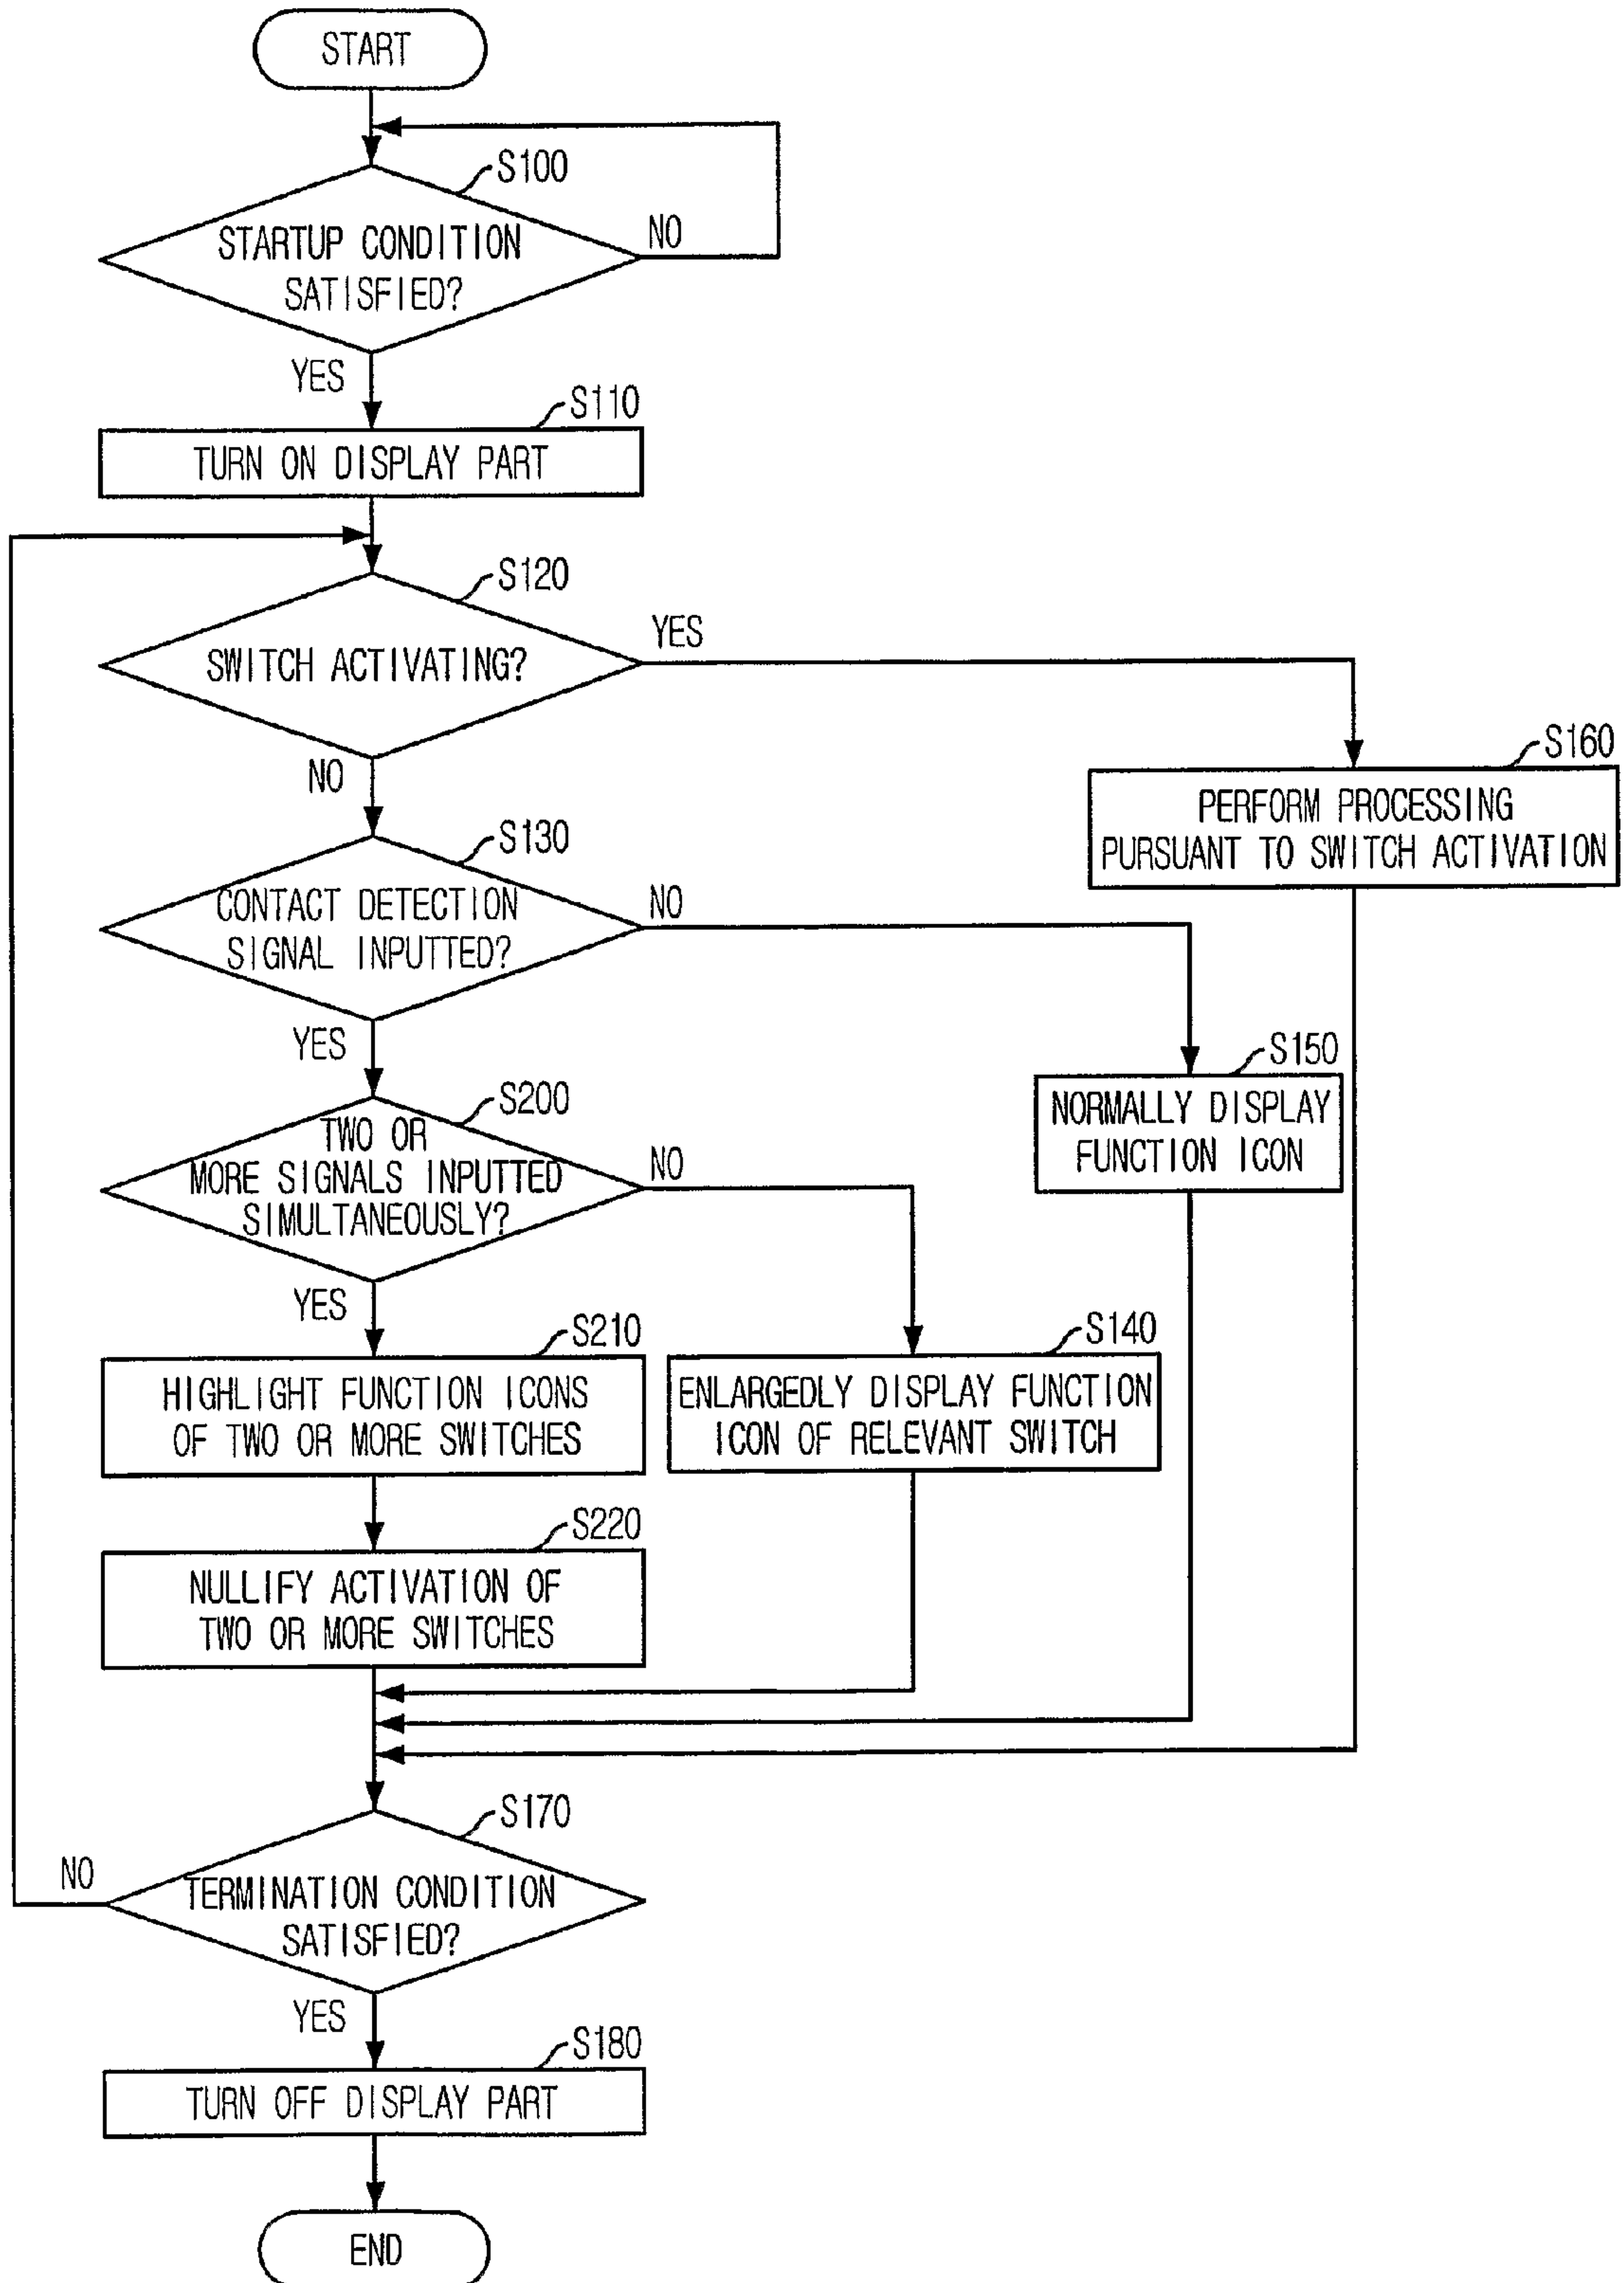 START
S100
STARTUP CONDITION
SATISFIED?
NO
YES
S110
TURN ON DISPLAY PART
S120
SWITCH ACTIVATING?
YES
NO
S160
PERFORM PROCESSING
PURSUANT TO SWITCH ACTIVATION
S130
CONTACT DETECTION
SIGNAL INPUTTED?
NO
YES
S150
NORMALLY DISPLAY
FUNCTION ICON
S200
TWO OR
MORE SIGNALS INPUTTED
SIMULTANEOUSLY?
NO
YES
S210
HIGHLIGHT FUNCTION ICONS
OF TWO OR MORE SWITCHES
S140
ENLARGEDLY DISPLAY FUNCTION
ICON OF RELEVANT SWITCH
S220
NULLIFY ACTIVATION OF
TWO OR MORE SWITCHES
S170
TERMINATION CONDITION
SATISFIED?
NO
YES
S180
TURN OFF DISPLAY PART
END